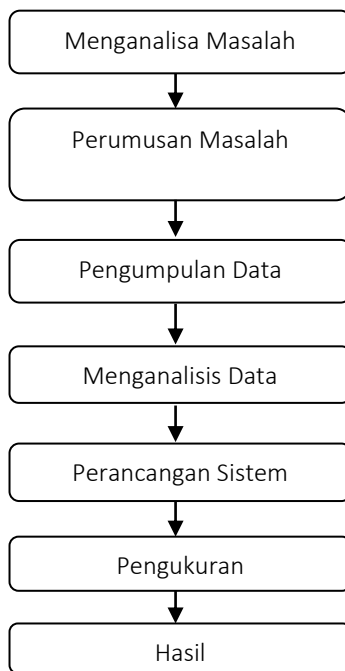 Menganalisa Masalah
Perumusan Masalah
Pengumpulan Data
Menganalisis Data
Perancangan Sistem
Pengukuran
Hasil